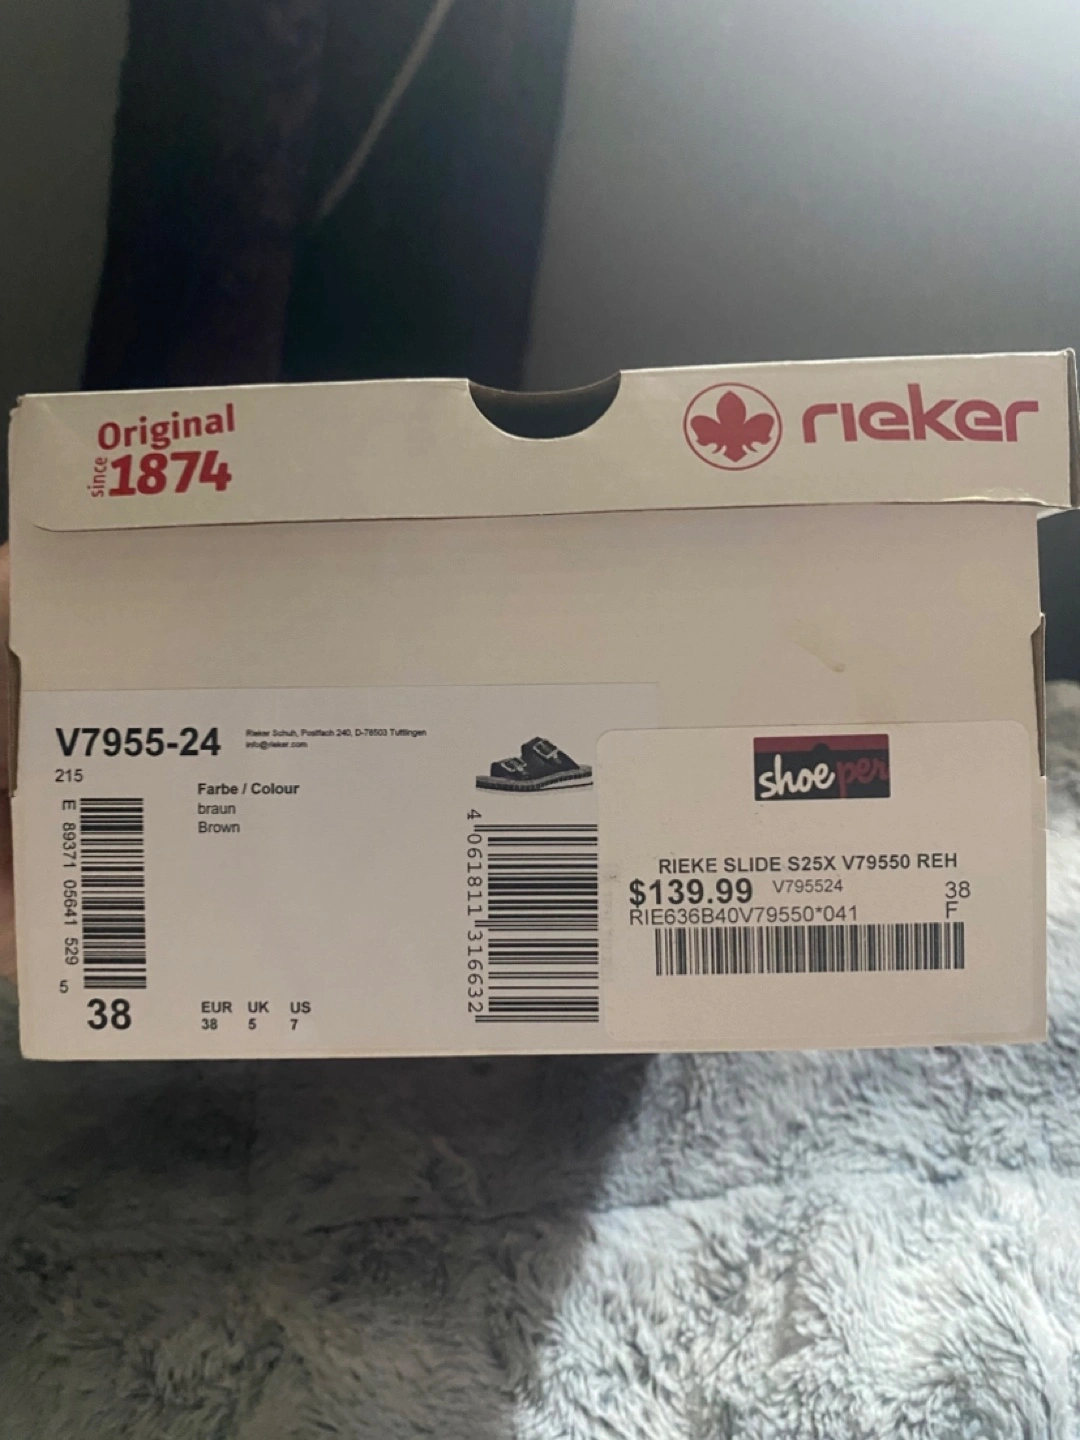 Original
since 1874
rieker
V7955-24
Rieker Schuh, Postfach 240, D-78503 Tuttlingen
info@rieker.com
215
Farbe / Colour
braun
Brown
E 89371 05641 529 5
38
EUR UK US
38 5 7
4 061811 316632
shoe per
RIEKE SLIDE S25X V79550 REH
$139.99 V795524 38
RIE636B40V79550*041 F